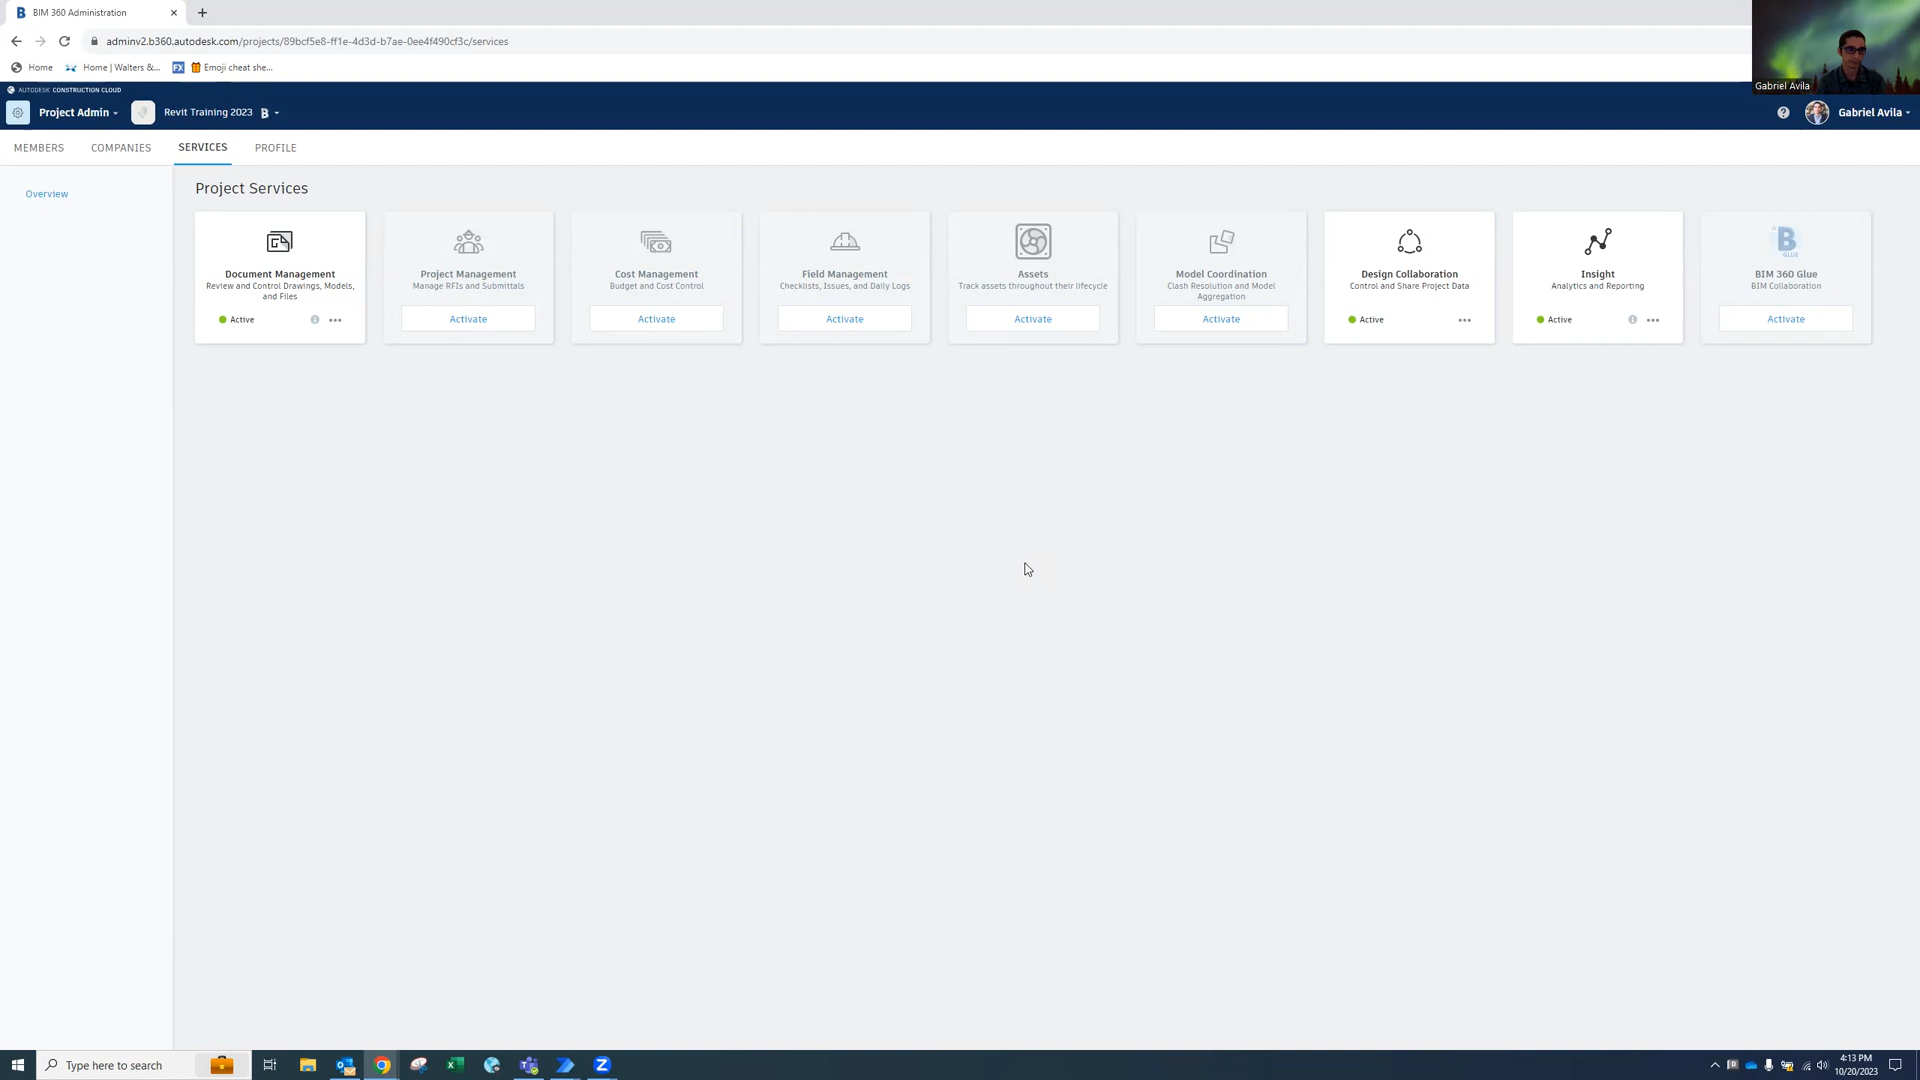 BIM 360 Administration
adminv2.b360.autodesk.com/projects/89bcf5e8-ff1e-4d3d-b7ae-0ee4f490cf3c/services
Home
Home | Walters &...
FX
Emoji cheat she...
Gabriel Avila
AUTODESK CONSTRUCTION CLOUD
Project Admin
Revit Training 2023
B
Gabriel Avila
MEMBERS
COMPANIES
SERVICES
PROFILE
Overview
Project Services
Document Management
Review and Control Drawings, Models,
and Files
Active
Project Management
Manage RFIs and Submittals
Activate
Cost Management
Budget and Cost Control
Activate
Field Management
Checklists, Issues, and Daily Logs
Activate
Assets
Track assets throughout their lifecycle
Activate
Model Coordination
Clash Resolution and Model
Aggregation
Activate
Design Collaboration
Control and Share Project Data
Active
Insight
Analytics and Reporting
Active
B
GLUE
BIM 360 Glue
BIM Collaboration
Activate
Type here to search
4:13 PM
10/20/2023